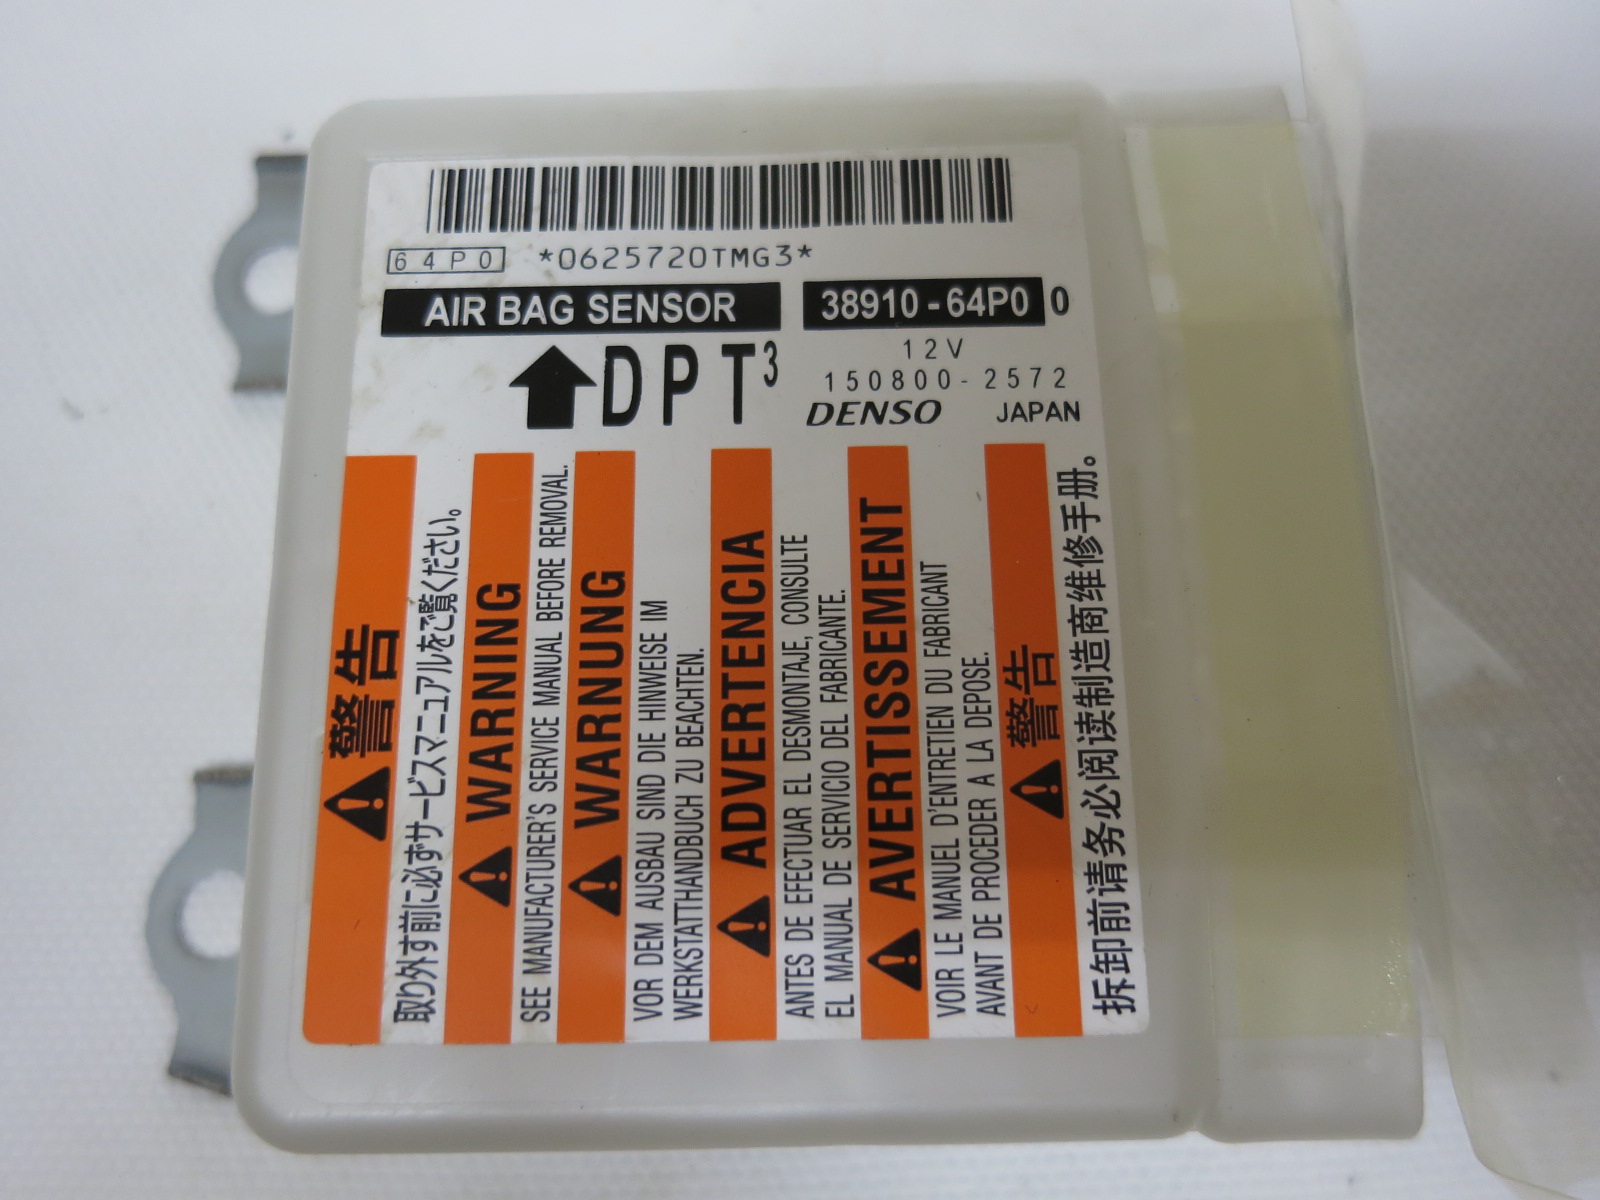 64P0 *0625720TMG3*
AIR BAG SENSOR 38910-64P0 0
DPT3
12V
150800-2572
DENSO JAPAN
警告
取り外す前に必ずサービスマニュアルをご覧ください。
WARNING
SEE MANUFACTURER'S SERVICE MANUAL BEFORE REMOVAL.
WARNUNG
VOR DEM AUSBAU SIND DIE HINWEISE IM
WERKSTATTHANDBUCH ZU BEACHTEN.
ADVERTENCIA
ANTES DE EFECTUAR EL DESMONTAJE, CONSULTE
EL MANUAL DE SERVICIO DEL FABRICANTE.
AVERTISSEMENT
VOIR LE MANUEL D'ENTRETIEN DU FABRICANT
AVANT DE PROCEDER A LA DEPOSE.
警告
拆卸前请务必阅读制造商维修手册。